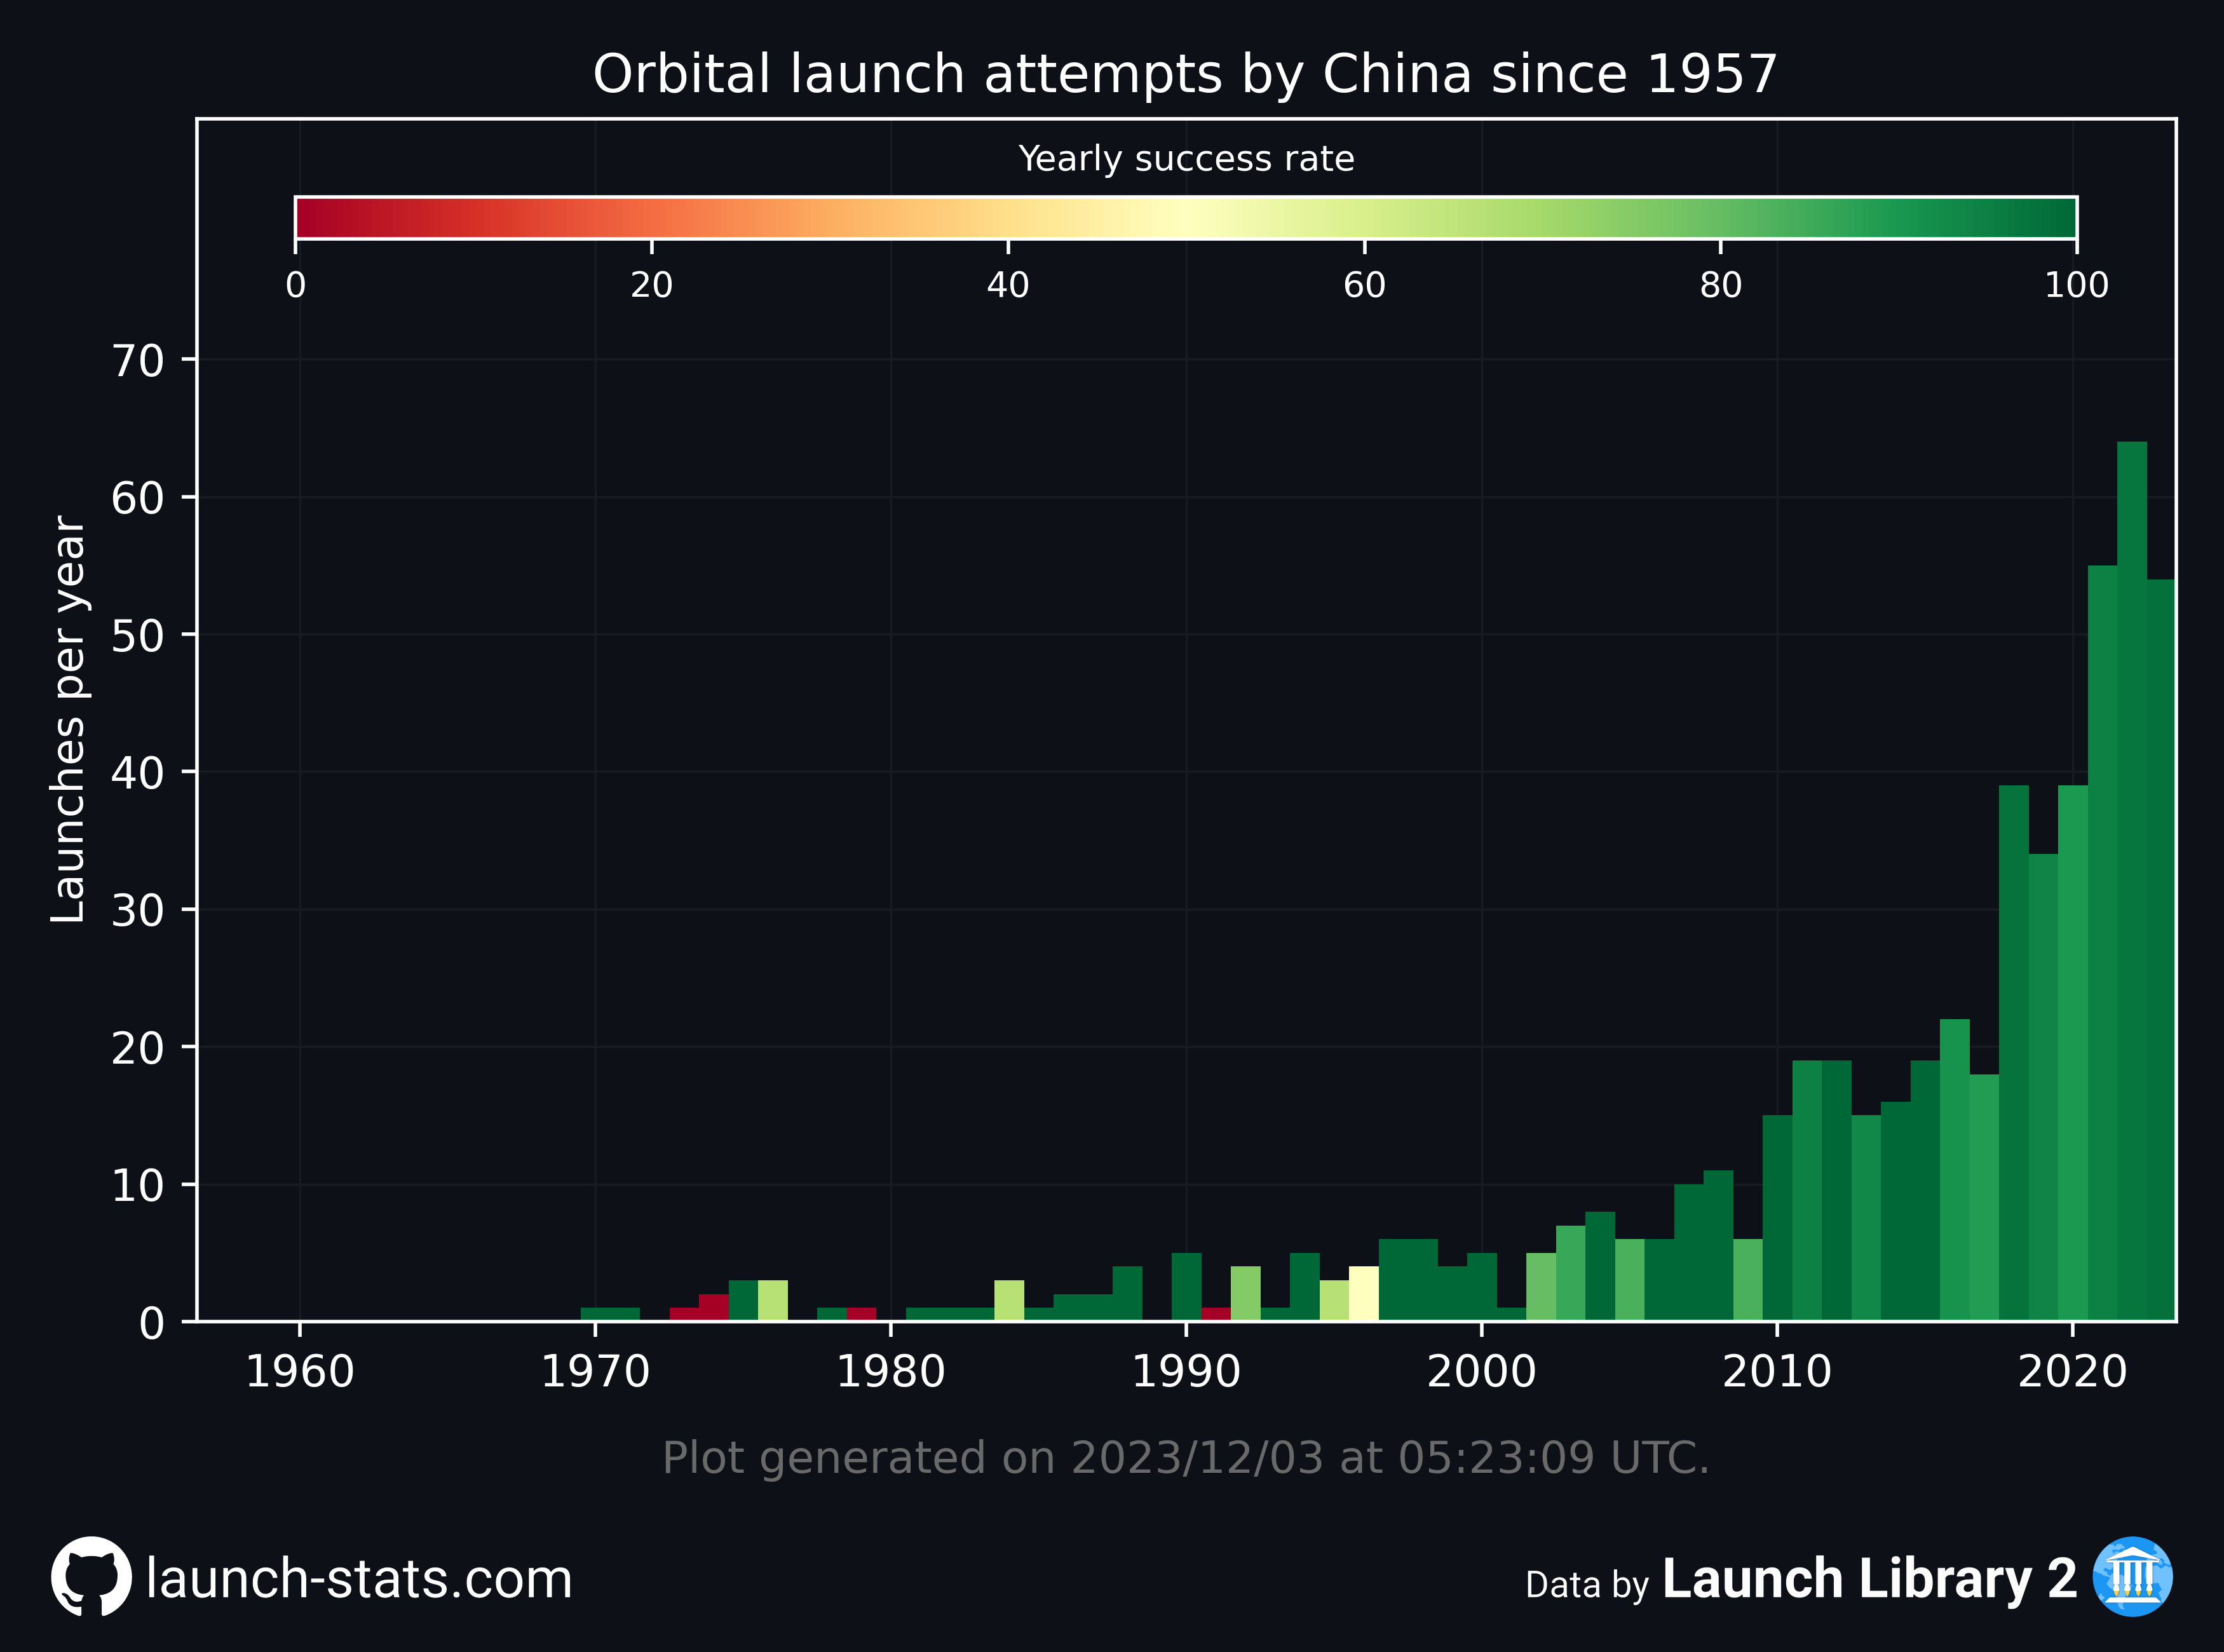 Orbital launch attempts by China since 1957
Yearly success rate
0 20 40 60 80 100
70
60
50
40
30
20
10
0
Launches per year
1960 1970 1980 1990 2000 2010 2020
Plot generated on 2023/12/03 at 05:23:09 UTC.
launch-stats.com
Data by Launch Library 2